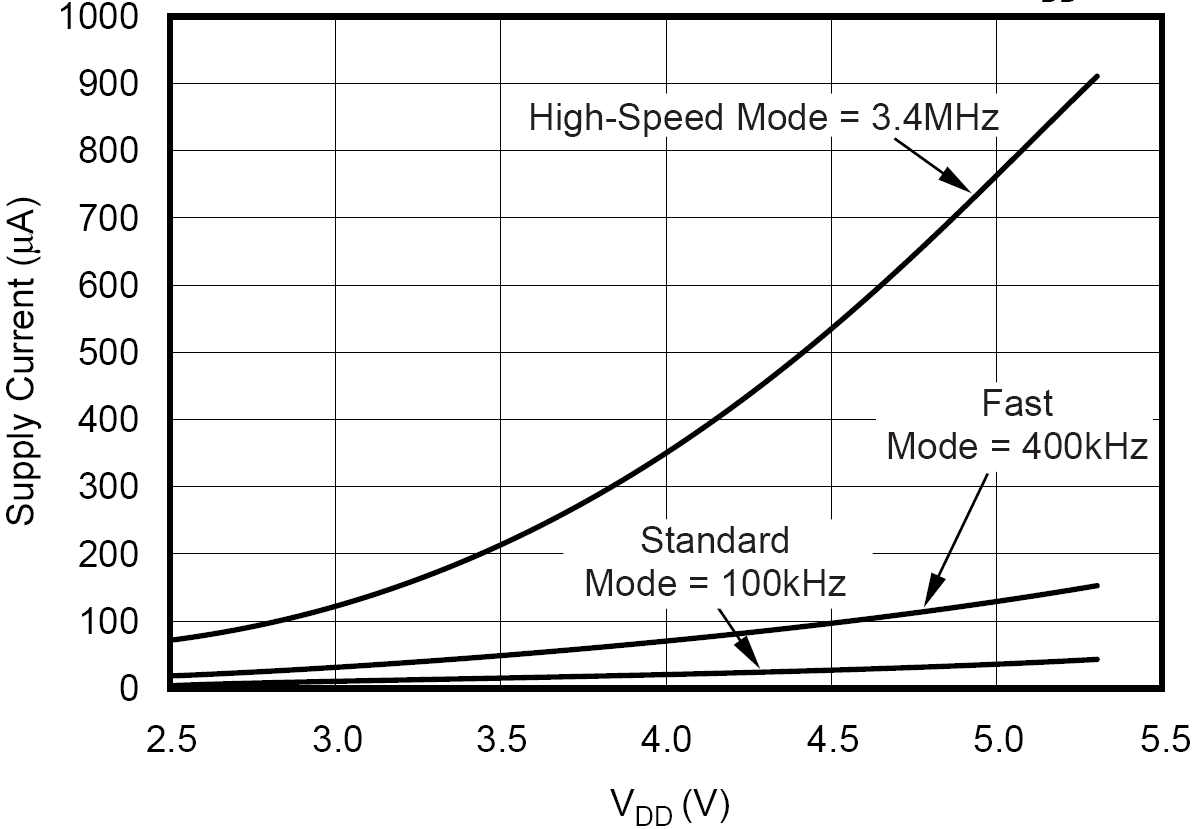 1000
900
800
700
600
500
400
300
200
100
0
Supply Current (μA)
High-Speed Mode = 3.4MHz
Fast
Mode = 400kHz
Standard
Mode = 100kHz
2.5 3.0 3.5 4.0 4.5 5.0 5.5
VDD (V)